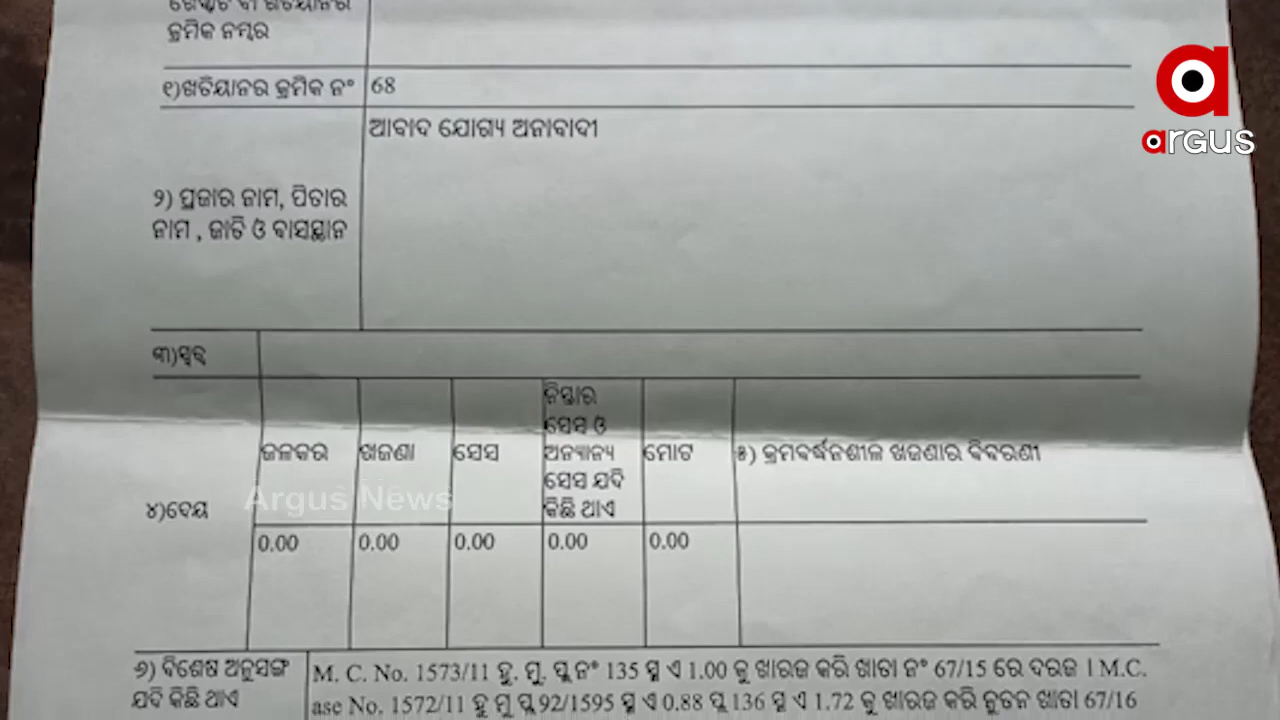 କ୍ରମିକ ନମ୍ବର
୧)ଖତିୟାନର କ୍ରମିକ ନଂ 68
ଆବାଦ ଯୋଗ୍ୟ ଅନାବାଦୀ
୨) ପ୍ରଜାର ନାମ, ପିତାର
ନାମ , ଜାତି ଓ ବାସସ୍ଥାନ
୩)ସ୍ୱତ୍ୱ
୪)ଦେୟ
ଜଳକର
ଖଜଣା
ସେସ
ନିସ୍ତାର
ସେସ ଓ
ଅନ୍ୟାନ୍ୟ
ସେସ ଯଦି
କିଛି ଥାଏ
ମୋଟ
୫) କ୍ରମବର୍ଦ୍ଧନଶୀଳ ଖଜଣାର ବିବରଣୀ
0.00 0.00 0.00 0.00 0.00
୬) ବିଶେଷ ଅନୁସଙ୍ଗ
ଯଦି କିଛି ଥାଏ
M. C. No. 1573/11 ହୁ. ମୁ. ପ୍ଲ ନଂ 135 ସ୍ଥ ଏ 1.00 କୁ ଖାରଜ କରି ଖାତା ନଂ 67/15 ରେ ଦରଜ । M.C.
ase No. 1572/11 ହୁ ମୁ ପ୍ଲ 92/1595 ସ୍ଥ ଏ 0.88 ପ୍ଲ 136 ସ୍ଥ ଏ 1.72 କୁ ଖାରଜ କରି ନୁତନ ଖାତା 67/16
argus
Argus News